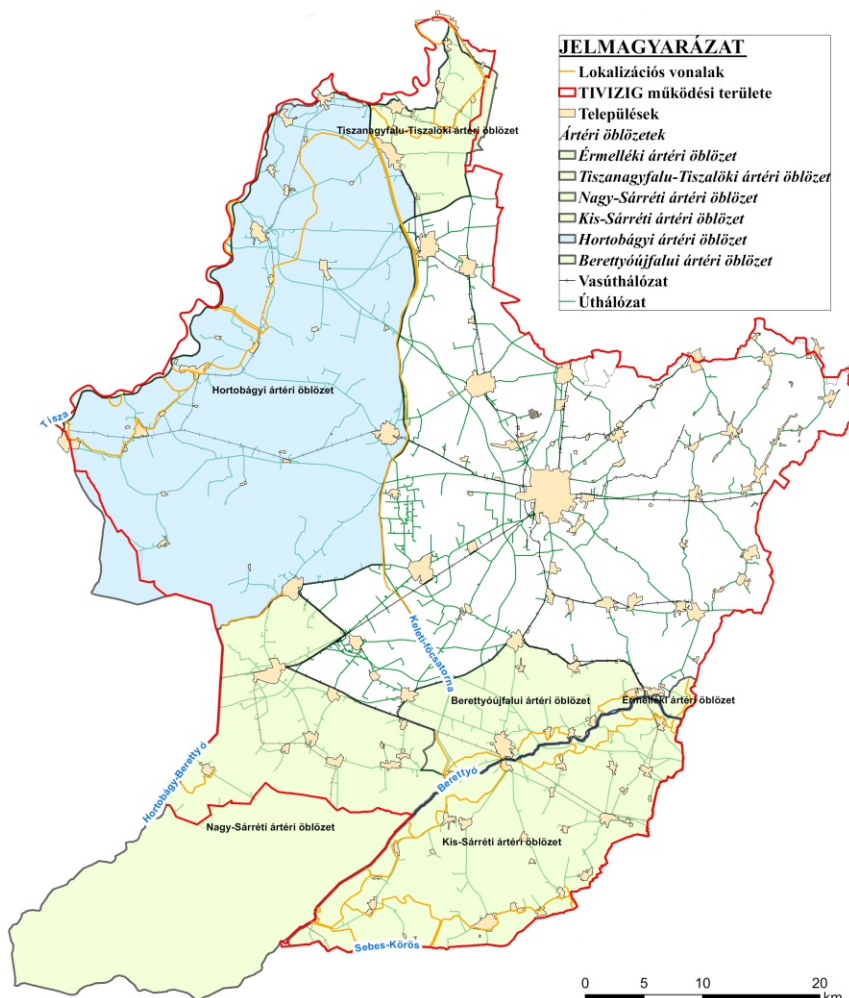 JELMAGYARÁZAT
Lokalizációs vonalak
TIVIZIG működési területe
Települések
Ártéri öblözetek
Érmelléki ártéri öblözet
Tiszanagyfalu-Tiszalöki ártéri öblözet
Nagy-Sárréti ártéri öblözet
Kis-Sárréti ártéri öblözet
Hortobágyi ártéri öblözet
Berettyóújfalui ártéri öblözet
Vasúthálózat
Úthálózat
Tiszanagyfalu-Tiszalöki ártéri öblözet
Hortobágyi ártéri öblözet
Tisza
Keleti-főcsatorna
Berettyóújfalui ártéri öblözet
Érmelléki ártéri öblözet
Hortobágy-Berettyó
Berettyó
Nagy-Sárréti ártéri öblözet
Kis-Sárréti ártéri öblözet
Sebes-Körös
0 5 10 20
km